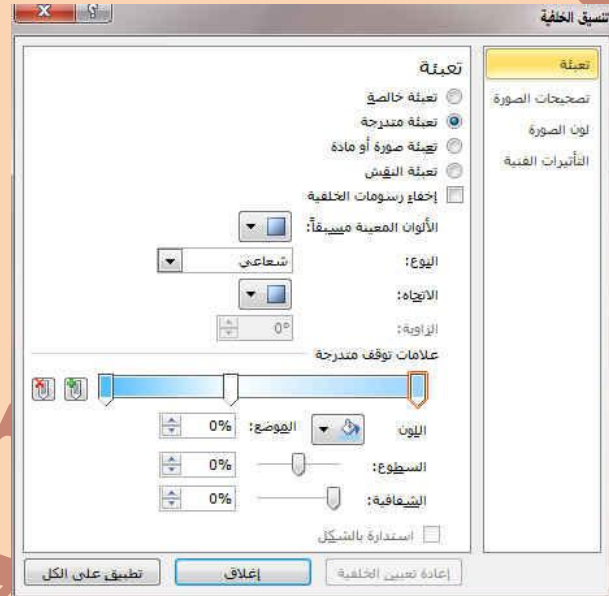 تنسيق الخلفية
تعبئة
تصحيحات الصورة
لون الصورة
التأثيرات الفنية
تعبئة
تعبئة خالصة
تعبئة متدرجة
تعبئة صورة أو مادة
تعبئة النقش
إخفاء رسومات الخلفية
الألوان المعينة مسبقاً:
النوع: شعاعي
الاتجاه:
الزاوية: 0°
علامات توقف متدرجة
اللون الموضع: 0%
السطوع: 0%
الشفافية: 0%
استدارة بالشكل
إعادة تعيين الخلفية إغلاق تطبيق على الكل